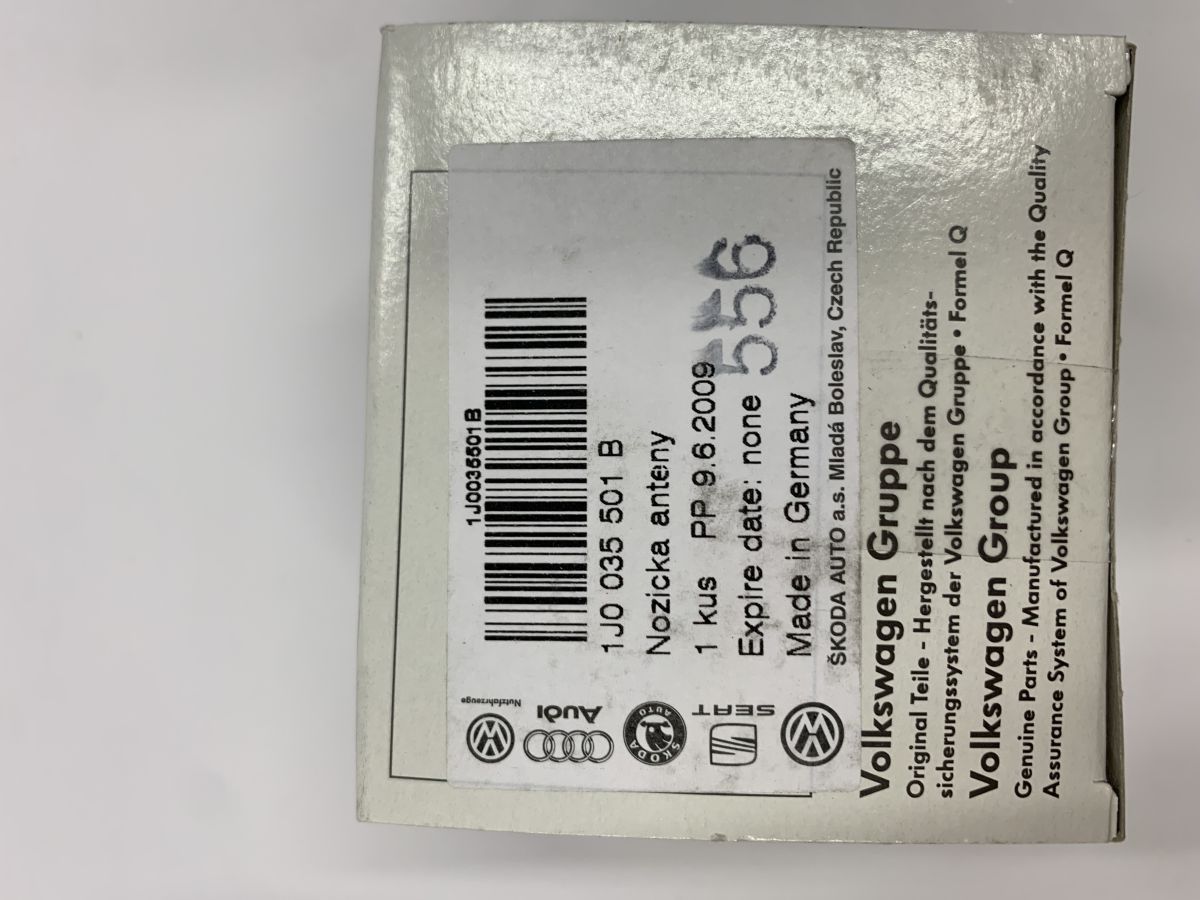 1J0035501B
1J0 035 501 B
Nozicka anteny
1 kus PP 9.6.2009
Expire date: none
556
Made in Germany
ŠKODA AUTO a.s. Mladá Boleslav, Czech Republic
Nutzfahrzeuge
Audi
ŠKODA
AUTO
SEAT
Volkswagen Gruppe
Original Teile - Hergestellt nach dem Qualitäts-
sicherungssystem der Volkswagen Gruppe • Formel Q
Volkswagen Group
Genuine Parts - Manufactured in accordance with the Quality
Assurance System of Volkswagen Group • Formel Q